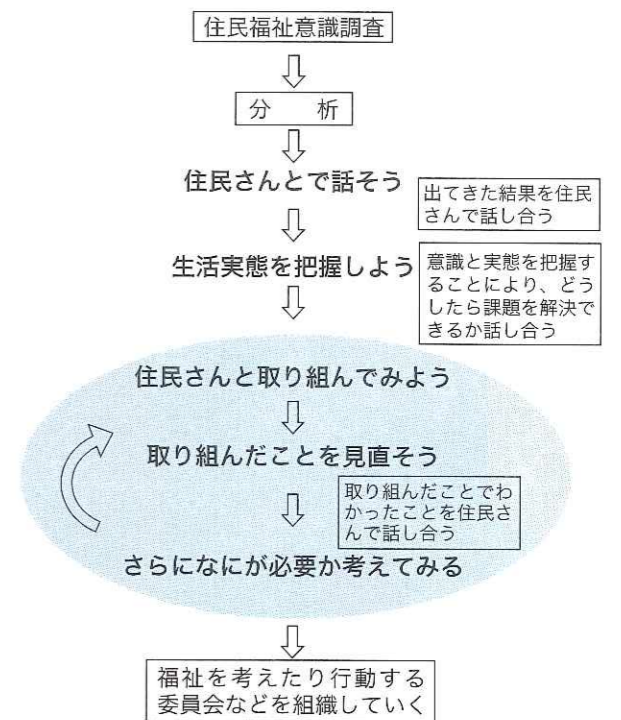 住民福祉意識調査
分　析
住民さんとで話そう
出てきた結果を住民
さんで話し合う
生活実態を把握しよう
意識と実態を把握す
ることにより、どう
したら課題を解決で
きるか話し合う
住民さんと取り組んでみよう
取り組んだことを見直そう
取り組んだことでわ
かったことを住民さ
んで話し合う
さらになにが必要か考えてみる
福祉を考えたり行動する
委員会などを組織していく